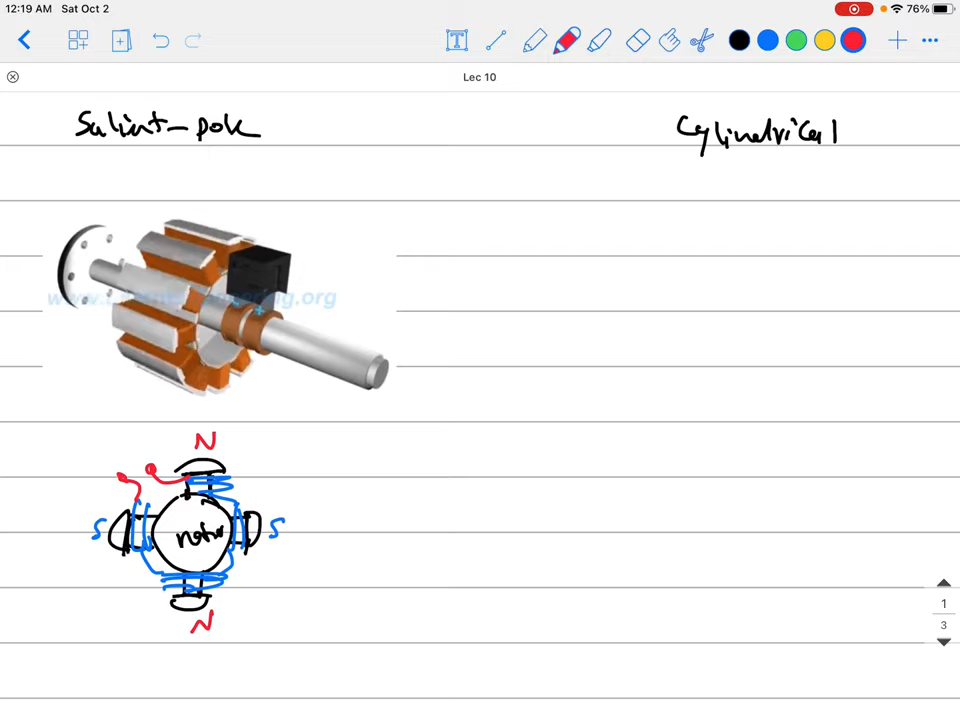 12:19 AM Sat Oct 2
76%
Lec 10
Salient-pole
Cylindrical
N
S
rotor
S
N
1
3